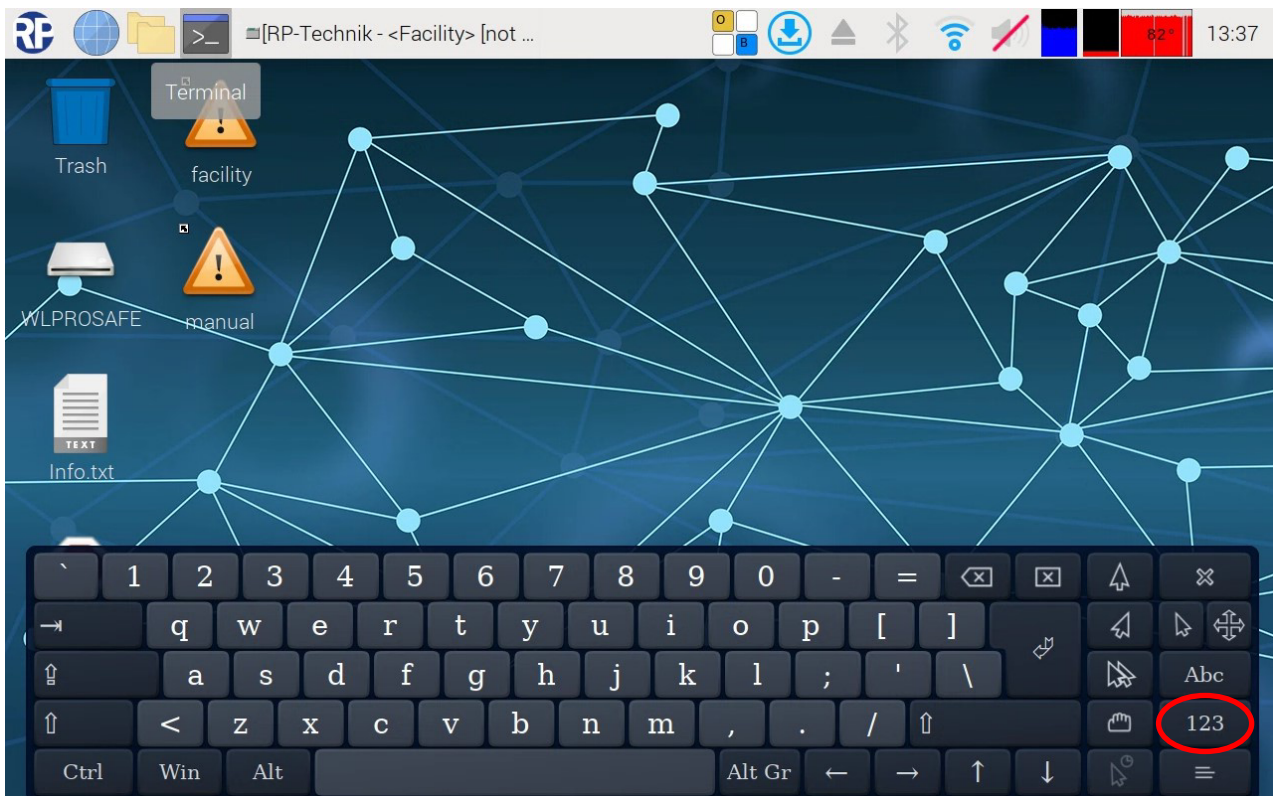 RP >_ [RP-Technik - <Facility> [not ... O B 82° 13:37
Terminal
Trash
facility
WLPROSAFE
manual
TEXT
Info.txt
` 1 2 3 4 5 6 7 8 9 0 - =
q w e r t y u i o p [ ]
a s d f g h j k l ; ' \ Abc
< z x c v b n m , . / 123
Ctrl Win Alt Alt Gr ← → ↑ ↓